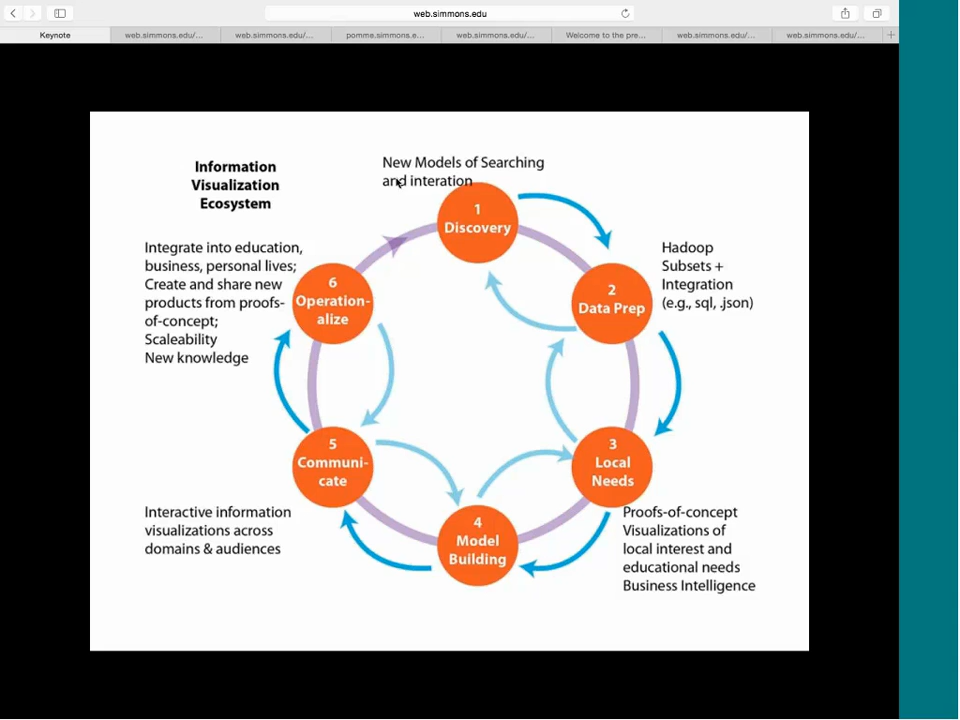 web.simmons.edu
Keynote
web.simmons.edu/...
web.simmons.edu/...
pomme.simmons.e...
web.simmons.edu/...
Welcome to the pre...
web.simmons.edu/...
web.simmons.edu/...
Information
Visualization
Ecosystem
New Models of Searching
and interation
1
Discovery
Hadoop
Subsets +
Integration
(e.g., sql, .json)
2
Data Prep
3
Local
Needs
Proofs-of-concept
Visualizations of
local interest and
educational needs
Business Intelligence
4
Model
Building
5
Communi-
cate
Interactive information
visualizations across
domains & audiences
6
Operation-
alize
Integrate into education,
business, personal lives;
Create and share new
products from proofs-
of-concept;
Scaleability
New knowledge